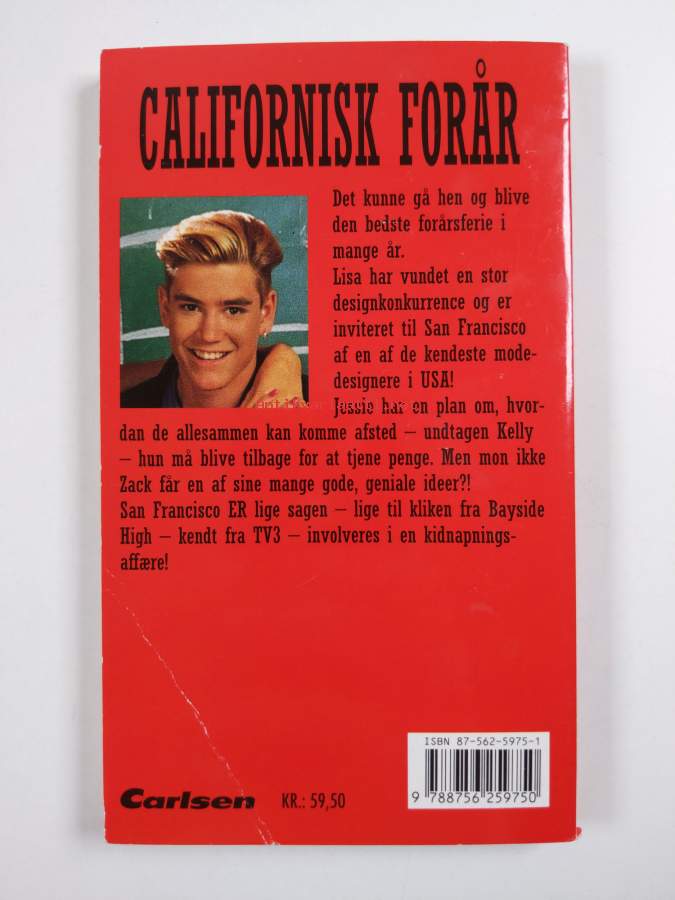 CALIFORNISK FORÅR
Det kunne gå hen og blive
den bedste forårsferie i
mange år.
Lisa har vundet en stor
designkonkurrence og er
inviteret til San Francisco
af en af de kendeste mode-
designere i USA!
Jessie har en plan om, hvor-
dan de allesammen kan komme afsted – undtagen Kelly
– hun må blive tilbage for at tjene penge. Men mon ikke
Zack får en af sine mange gode, geniale ideer?!
San Francisco ER lige sagen – lige til kliken fra Bayside
High – kendt fra TV3 – involveres i en kidnapnings-
affære!
ISBN 87-562-5975-1
9 788756 259750
Carlsen KR.: 59,50